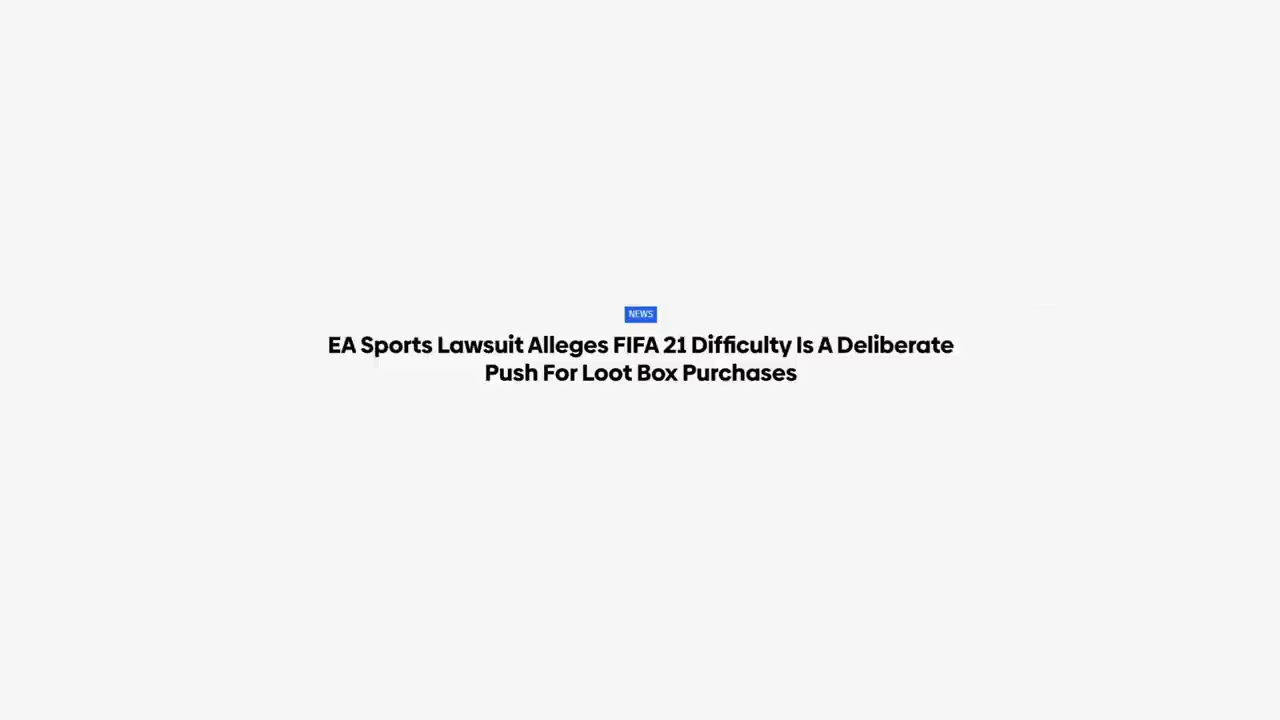 NEWS
EA Sports Lawsuit Alleges FIFA 21 Difficulty Is A Deliberate
Push For Loot Box Purchases